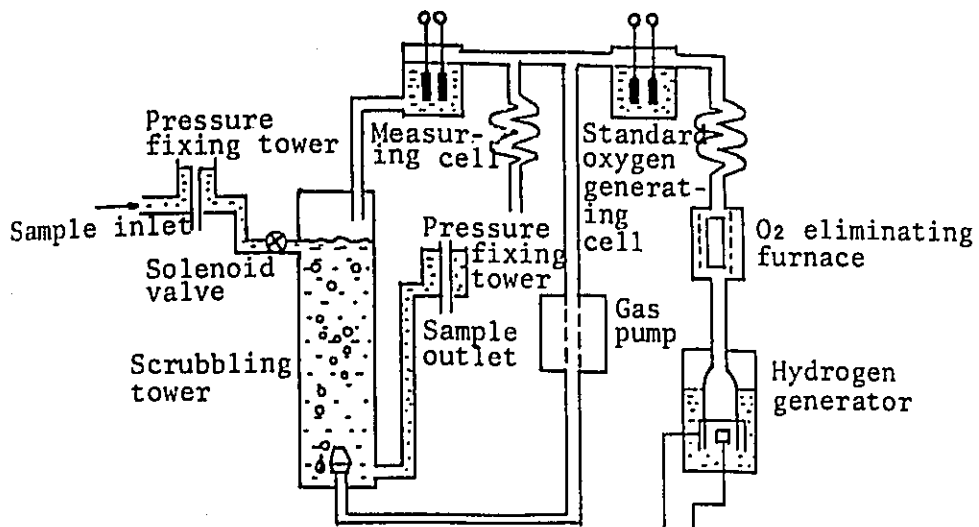 Pressure
fixing tower
Sample inlet
Solenoid
valve
Scrubbling
tower
Measur-
ing cell
Pressure
fixing
tower
Sample
outlet
Standard
oxygen
generat-
ing
cell
Gas
pump
O2 eliminating
furnace
Hydrogen
generator